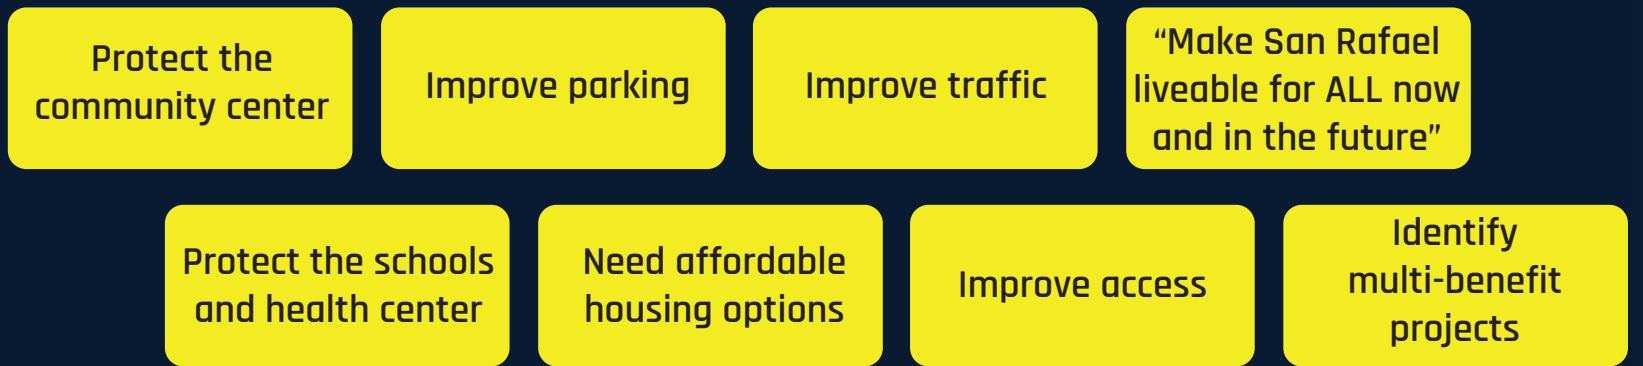 Protect the
community center
Improve parking
Improve traffic
“Make San Rafael
liveable for ALL now
and in the future”
Protect the schools
and health center
Need affordable
housing options
Improve access
Identify
multi-benefit
projects